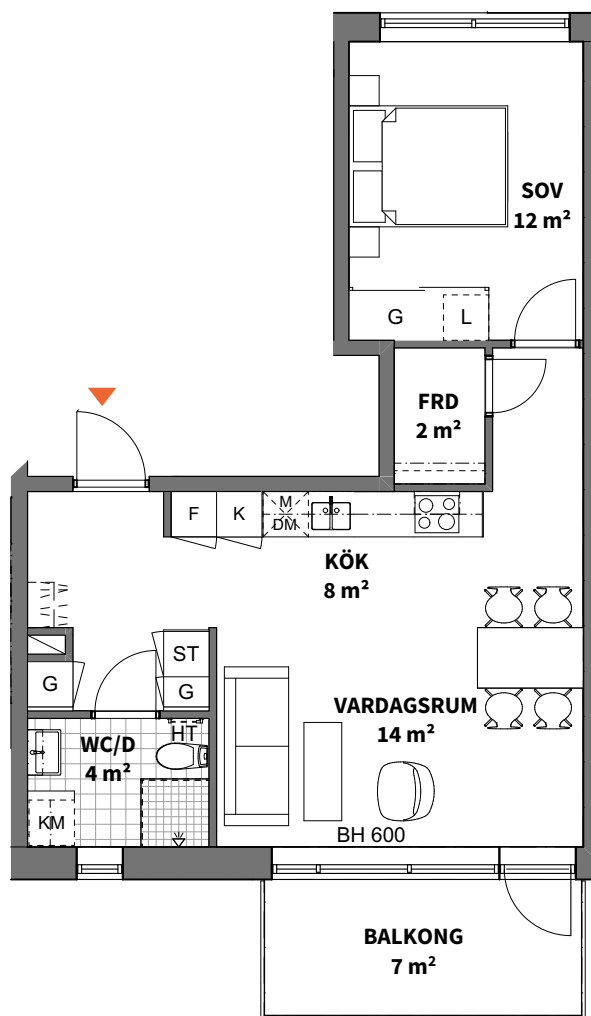 SOV
12 m²
G
L
FRD
2 m²
F
K
M
DM
KÖK
8 m²
ST
G
G
VARDAGSRUM
14 m²
HT
WC/D
4 m²
KM
BH 600
BALKONG
7 m²